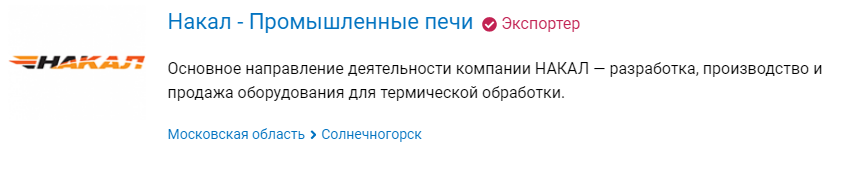 Накал - Промышленные печи Экспортер
НАКАЛ
Основное направление деятельности компании НАКАЛ — разработка, производство и
продажа оборудования для термической обработки.
Московская область > Солнечногорск